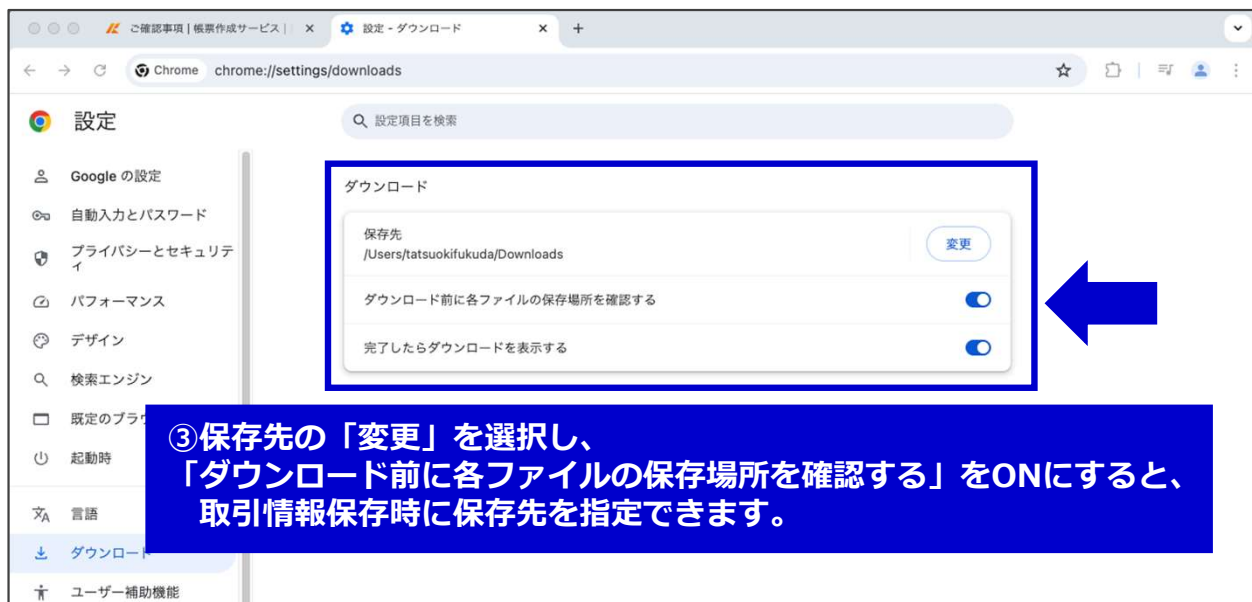 ご確認事項 | 帳票作成サービス |
設定 - ダウンロード
Chrome chrome://settings/downloads
設定
設定項目を検索
Google の設定
自動入力とパスワード
プライバシーとセキュリテ
ィ
パフォーマンス
デザイン
検索エンジン
既定のブラウ
起動時
言語
ダウンロード
ユーザー補助機能
ダウンロード
保存先
/Users/tatsuokifukuda/Downloads
変更
ダウンロード前に各ファイルの保存場所を確認する
完了したらダウンロードを表示する
③保存先の「変更」を選択し、
「ダウンロード前に各ファイルの保存場所を確認する」をONにすると、
取引情報保存時に保存先を指定できます。